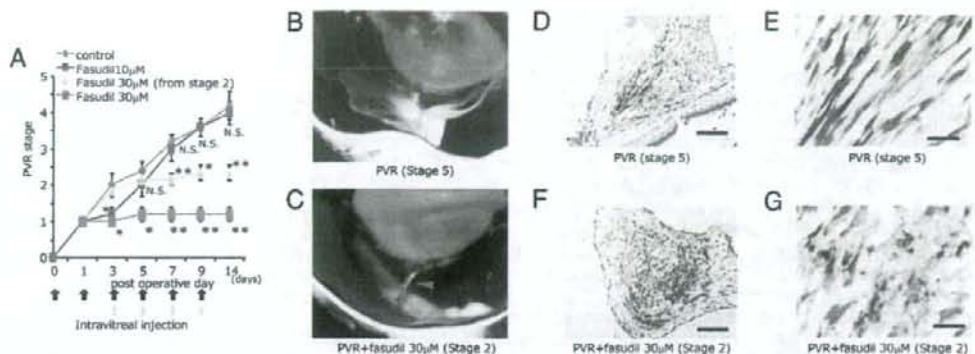 A
control
Fasudil10μM
Fasudil 30μM (from stage 2)
Fasudil 30μM
PVR stage
5
4
3
2
1
0
N.S.
N.S.
N.S.
N.S.
**
**
**
*
**
**
**
**
0 1 3 5 7 9 14 (days)
post operative day
Intravitreal injection
B
PVR (Stage 5)
C
PVR+fasudil 30μM (Stage 2)
D
PVR (stage 5)
E
PVR (stage 5)
F
PVR+fasudil 30μM (Stage 2)
G
PVR+fasudil 30μM (Stage 2)